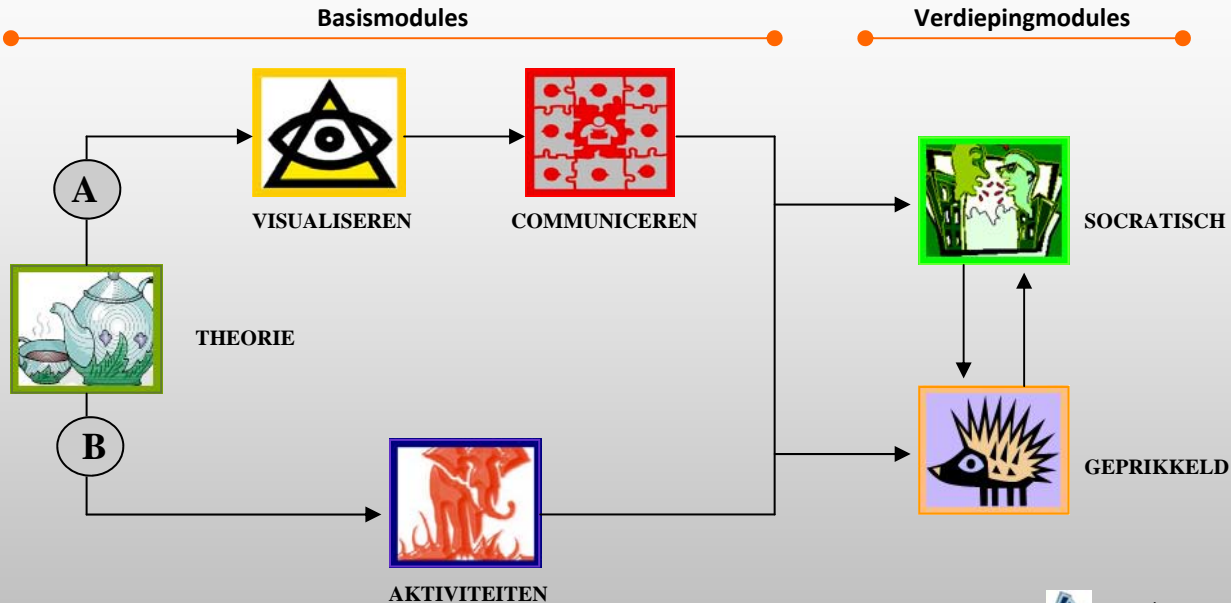 Basismodules
Verdiepingmodules
A
VISUALISEREN
COMMUNICEREN
SOCRATISCH
THEORIE
B
GEPRIKKELD
AKTIVITEITEN